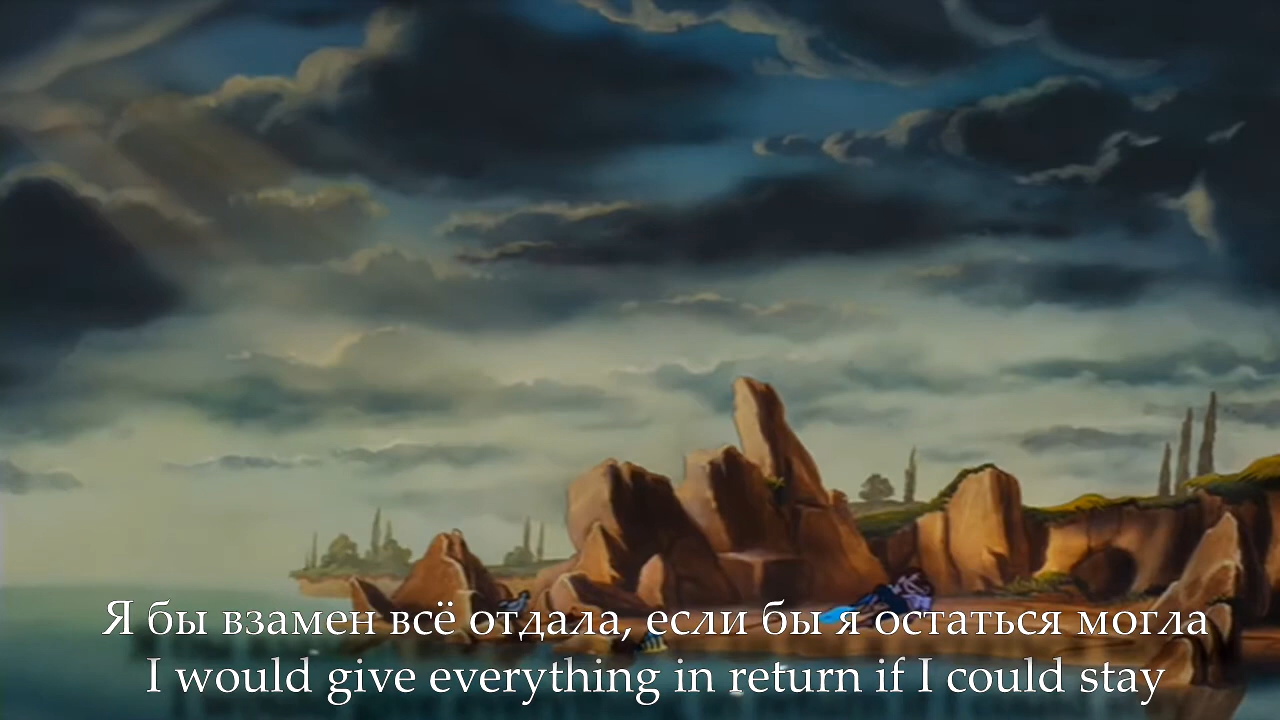 Я бы взамен всё отдала, если бы я остаться могла
I would give everything in return if I could stay